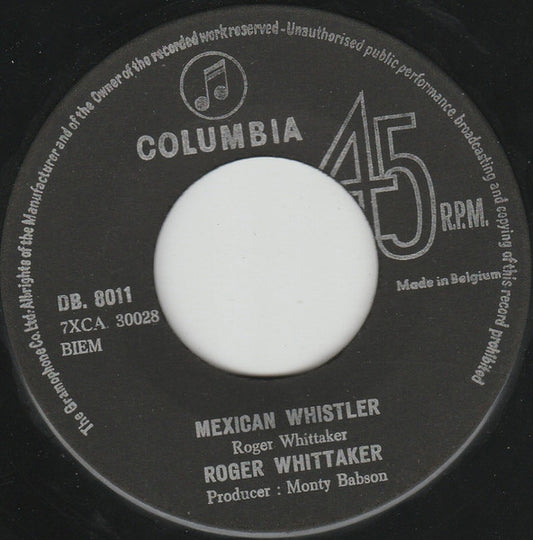 The Gramophone Co. Ltd. All rights of the Manufacturer and of the Owner of the recorded work reserved - Unauthorised public performance broadcasting and copying of this record prohibited
COLUMBIA
45
R.P.M.
Made in Belgium
DB. 8011
7XCA. 30028
BIEM
MEXICAN WHISTLER
Roger Whittaker
ROGER WHITTAKER
Producer : Monty Babson